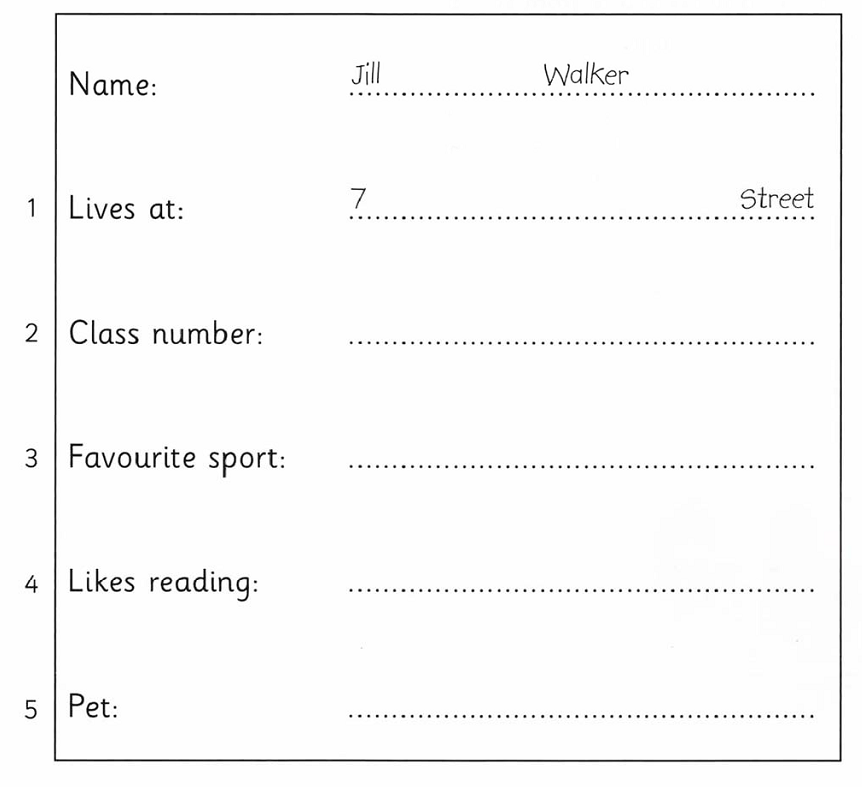 Name: Jill Walker
1 Lives at: 7 Street
2 Class number:
3 Favourite sport:
4 Likes reading:
5 Pet: